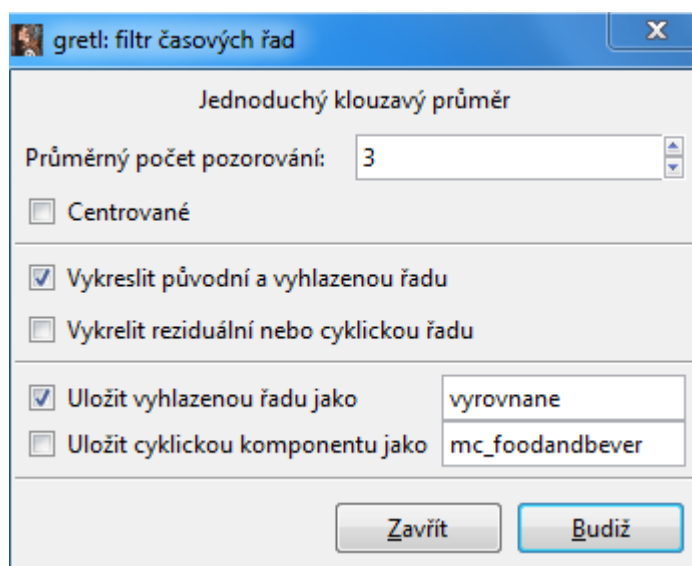 gretl: filtr časových řad
Jednoduchý klouzavý průměr
Průměrný počet pozorování: 3
Centrované
Vykreslit původní a vyhlazenou řadu
Vykrelit reziduální nebo cyklickou řadu
Uložit vyhlazenou řadu jako vyrovnane
Uložit cyklickou komponentu jako mc_foodandbever
Zavřít Budiž